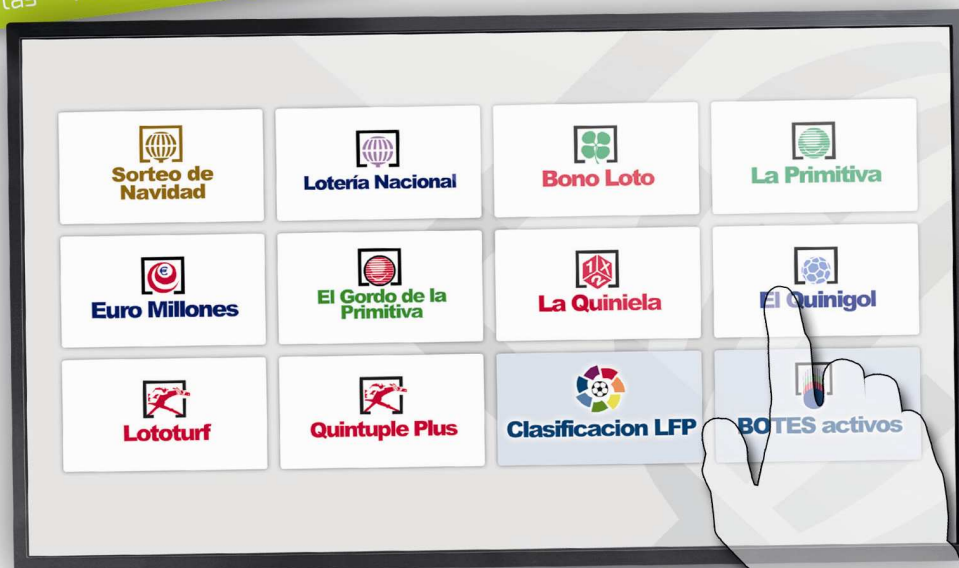 Sorteo de
Navidad
Lotería Nacional
Bono Loto
La Primitiva
Euro Millones
El Gordo de la
Primitiva
La Quiniela
El Quinigol
Lototurf
Quintuple Plus
Clasificacion LFP
BOTES activos